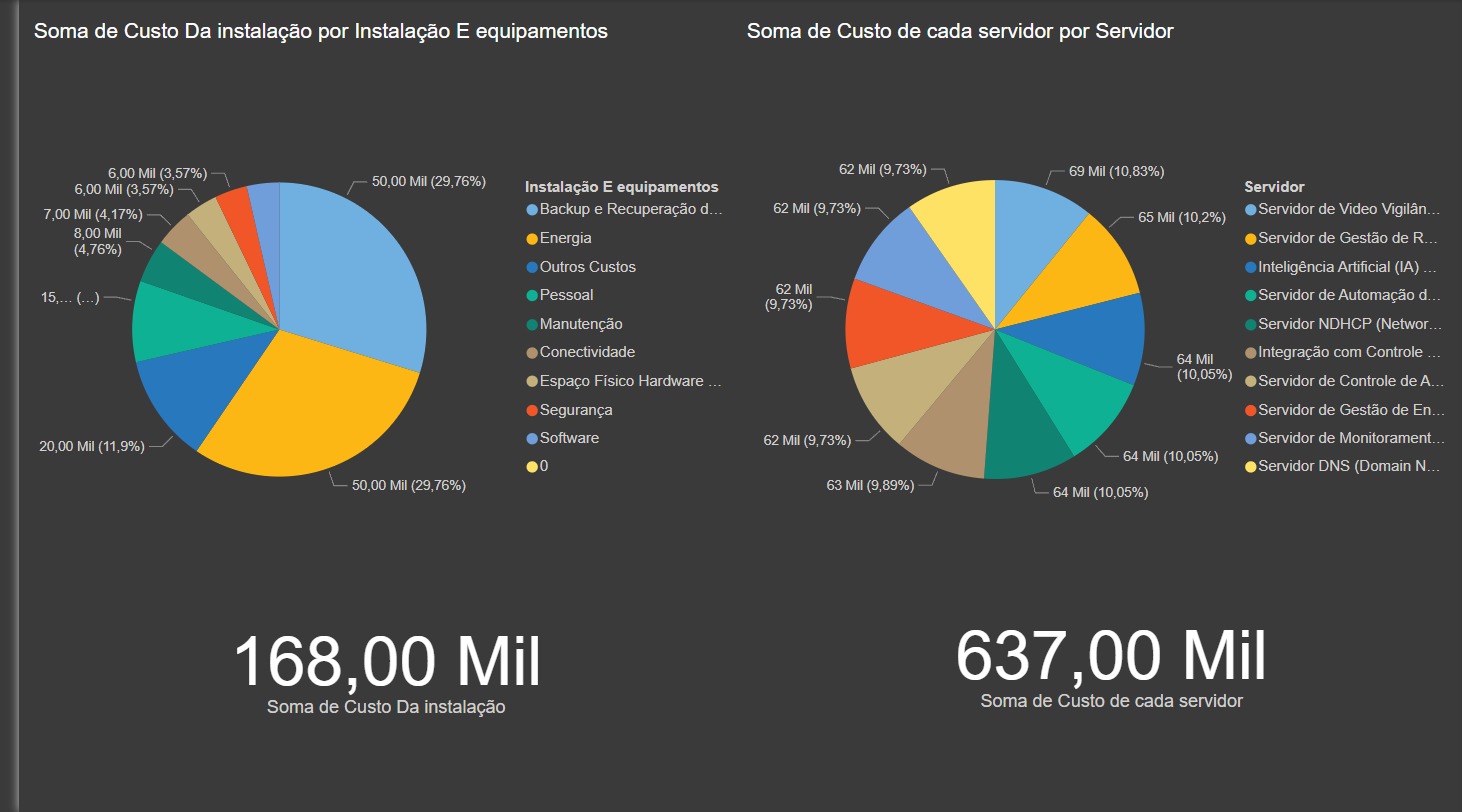 Soma de Custo Da instalação por Instalação E equipamentos
6,00 Mil (3,57%)
6,00 Mil (3,57%)
7,00 Mil (4,17%)
8,00 Mil
(4,76%)
15,... (...)
20,00 Mil (11,9%)
50,00 Mil (29,76%)
50,00 Mil (29,76%)
Instalação E equipamentos
Backup e Recuperação d...
Energia
Outros Custos
Pessoal
Manutenção
Conectividade
Espaço Físico Hardware ...
Segurança
Software
0
168,00 Mil
Soma de Custo Da instalação
Soma de Custo de cada servidor por Servidor
62 Mil (9,73%)
62 Mil (9,73%)
62 Mil
(9,73%)
62 Mil (9,73%)
63 Mil (9,89%)
69 Mil (10,83%)
65 Mil (10,2%)
64 Mil
(10,05%)
64 Mil (10,05%)
64 Mil (10,05%)
Servidor
Servidor de Video Vigilân...
Servidor de Gestão de R...
Inteligência Artificial (IA) ...
Servidor de Automação d...
Servidor NDHCP (Networ...
Integração com Controle ...
Servidor de Controle de A...
Servidor de Gestão de En...
Servidor de Monitorament...
Servidor DNS (Domain N...
637,00 Mil
Soma de Custo de cada servidor